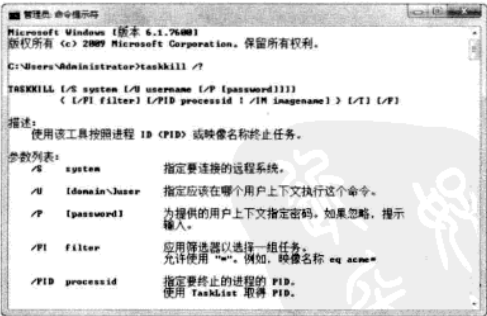 管理员: 命令提示符
Microsoft Windows [版本 6.1.7600]
版权所有 (c) 2009 Microsoft Corporation。保留所有权利。
C:\Users\Administrator>taskkill /?
TASKKILL [/S system [/U username [/P [password]]]]
{ [/FI filter] [/PID processid | /IM imagename] } [/T] [/F]
描述:
使用该工具按照进程 ID (PID) 或映像名称终止任务。
参数列表:
/S system 指定要连接的远程系统。
/U [domain\]user 指定应该在哪个用户上下文执行这个命令。
/P [password] 为提供的用户上下文指定密码。如果忽略，提示
输入。
/FI filter 应用筛选器以选择一组任务。
允许使用 "*"。例如，映像名称 eq acme*
/PID processid 指定要终止的进程的 PID。
使用 TaskList 取得 PID。